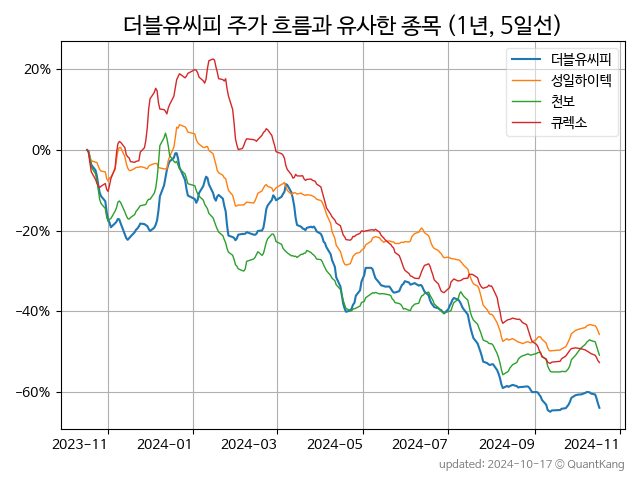 더블유씨피 주가 흐름과 유사한 종목 (1년, 5일선)
더블유씨피
성일하이텍
천보
큐렉소
20%
0%
−20%
−40%
−60%
2023-11
2024-01
2024-03
2024-05
2024-07
2024-09
2024-11
updated: 2024-10-17 © QuantKang